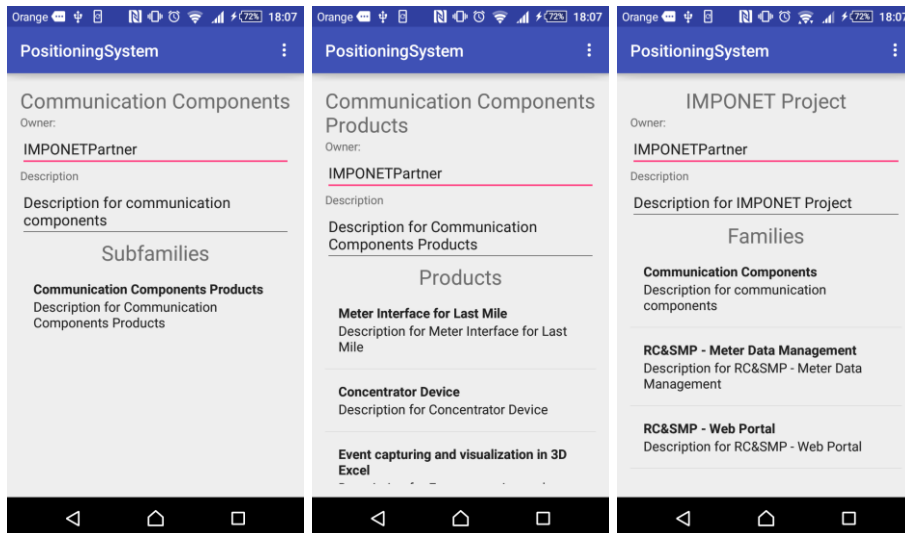 Orange 72% 18:07
PositioningSystem
Communication Components
Owner:
IMPONETPartner
Description
Description for communication
components
Subfamilies
Communication Components Products
Description for Communication
Components Products
Orange 72% 18:07
PositioningSystem
Communication Components
Products
Owner:
IMPONETPartner
Description
Description for Communication
Components Products
Products
Meter Interface for Last Mile
Description for Meter Interface for Last
Mile
Concentrator Device
Description for Concentrator Device
Event capturing and visualization in 3D
Excel
Orange 72% 18:07
PositioningSystem
IMPONET Project
Owner:
IMPONETPartner
Description
Description for IMPONET Project
Families
Communication Components
Description for communication
components
RC&SMP - Meter Data Management
Description for RC&SMP - Meter Data
Management
RC&SMP - Web Portal
Description for RC&SMP - Web Portal